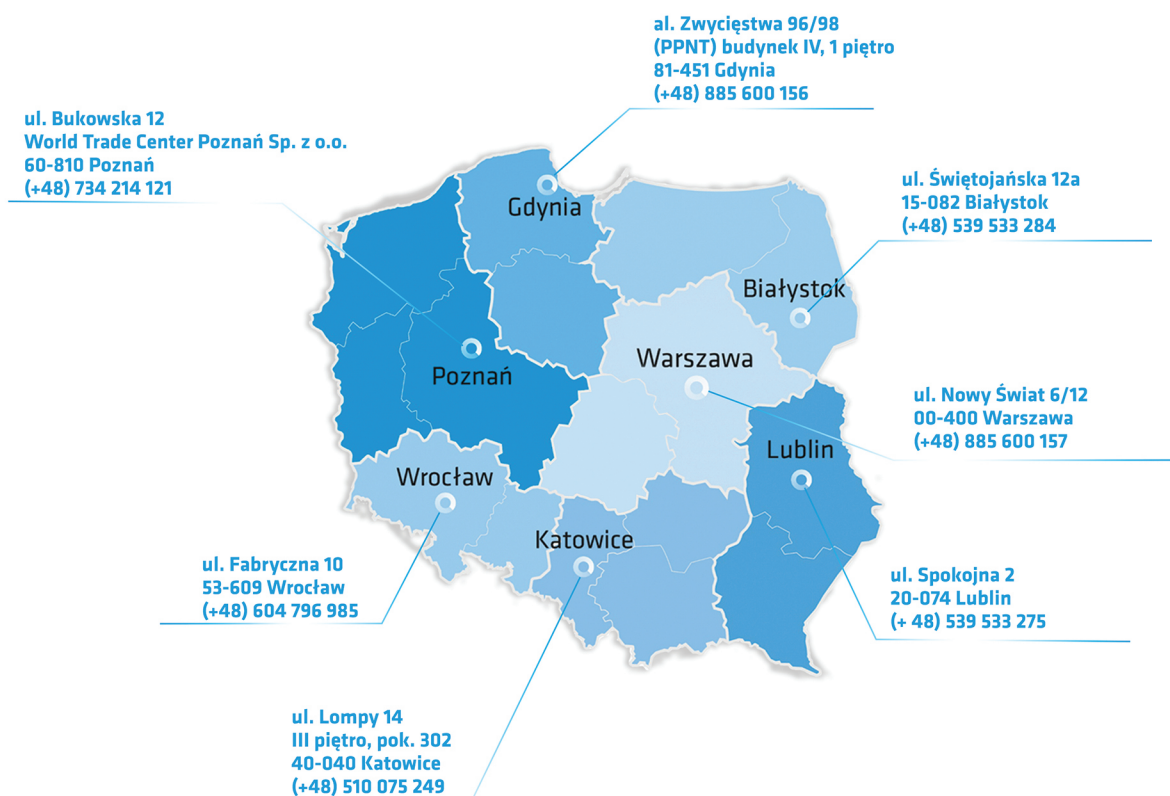 al. Zwycięstwa 96/98
(PPNT) budynek IV, 1 piętro
81-451 Gdynia
(+48) 885 600 156
ul. Bukowska 12
World Trade Center Poznań Sp. z o.o.
60-810 Poznań
(+48) 734 214 121
ul. Świętojańska 12a
15-082 Białystok
(+48) 539 533 284
Gdynia
Białystok
Warszawa
Poznań
ul. Nowy Świat 6/12
00-400 Warszawa
(+48) 885 600 157
Lublin
Wrocław
Katowice
ul. Fabryczna 10
53-609 Wrocław
(+48) 604 796 985
ul. Spokojna 2
20-074 Lublin
(+ 48) 539 533 275
ul. Lompy 14
III piętro, pok. 302
40-040 Katowice
(+48) 510 075 249